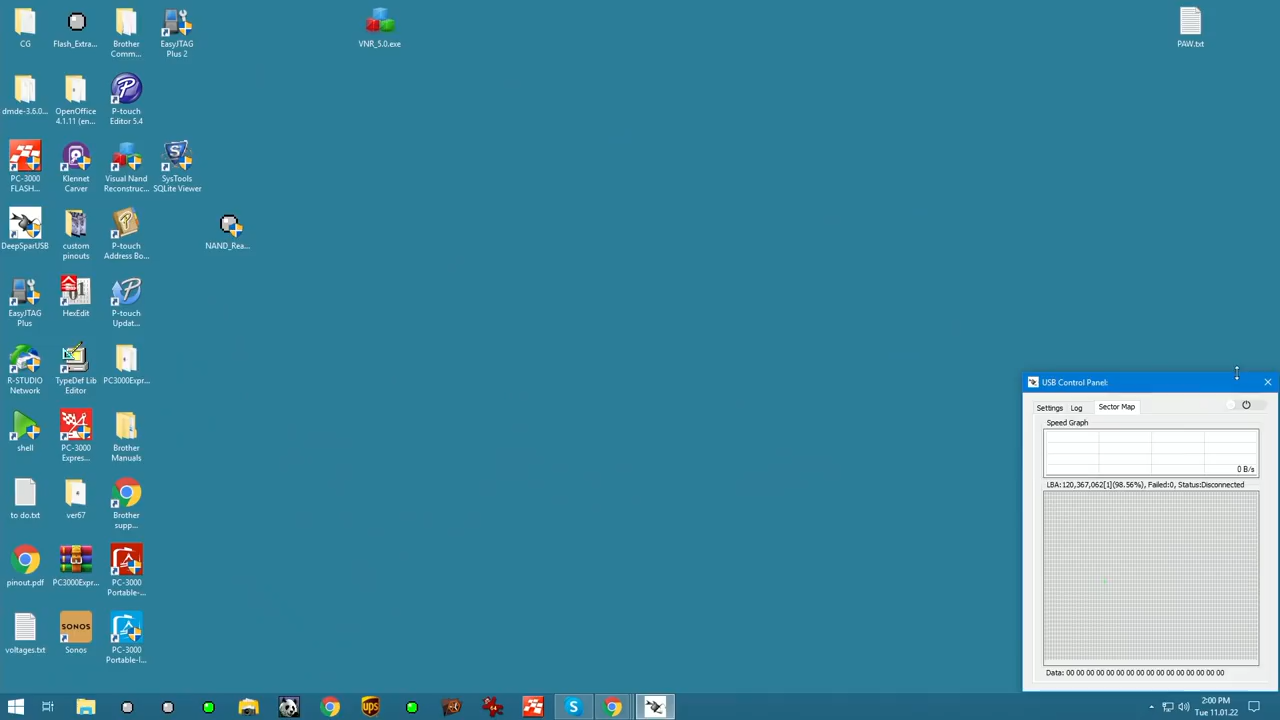 CG
Flash_Extra...
Brother
Comm...
EasyJTAG
Plus 2
VNR_5.0.exe
PAW.txt
dmde-3.6.0...
OpenOffice
4.1.11 (en...
P-touch
Editor 5.4
PC-3000
FLASH...
Klennet
Carver
Visual Nand
Reconstruc...
SysTools
SQLite Viewer
DeepSparUSB
custom
pinouts
P-touch
Address Bo...
NAND_Rea...
EasyJTAG
Plus
HexEdit
P-touch
Updat...
R-STUDIO
Network
TypeDef Lib
Editor
PC3000Expr...
shell
PC-3000
Expres...
Brother
Manuals
to do.txt
ver67
Brother
supp...
pinout.pdf
PC3000Expr...
PC-3000
Portable-...
voltages.txt
SONOS
Sonos
PC-3000
Portable-I...
USB Control Panel:
Settings
Log
Sector Map
Speed Graph
0 B/s
LBA:120,367,062[1](98.56%), Failed:0, Status:Disconnected
Data: 00 00 00 00 00 00 00 00 00 00 00 00 00 00 00 00
ups
64
2:00 PM
Tue 11.01.22